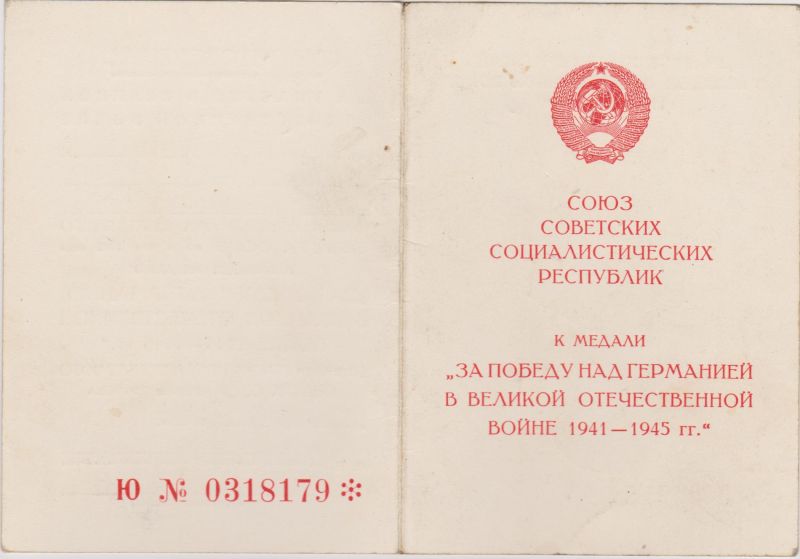 Ю № 0318179
СОЮЗ
СОВЕТСКИХ
СОЦИАЛИСТИЧЕСКИХ
РЕСПУБЛИК
К МЕДАЛИ
„ЗА ПОБЕДУ НАД ГЕРМАНИЕЙ
В ВЕЛИКОЙ ОТЕЧЕСТВЕННОЙ
ВОЙНЕ 1941—1945 гг.“